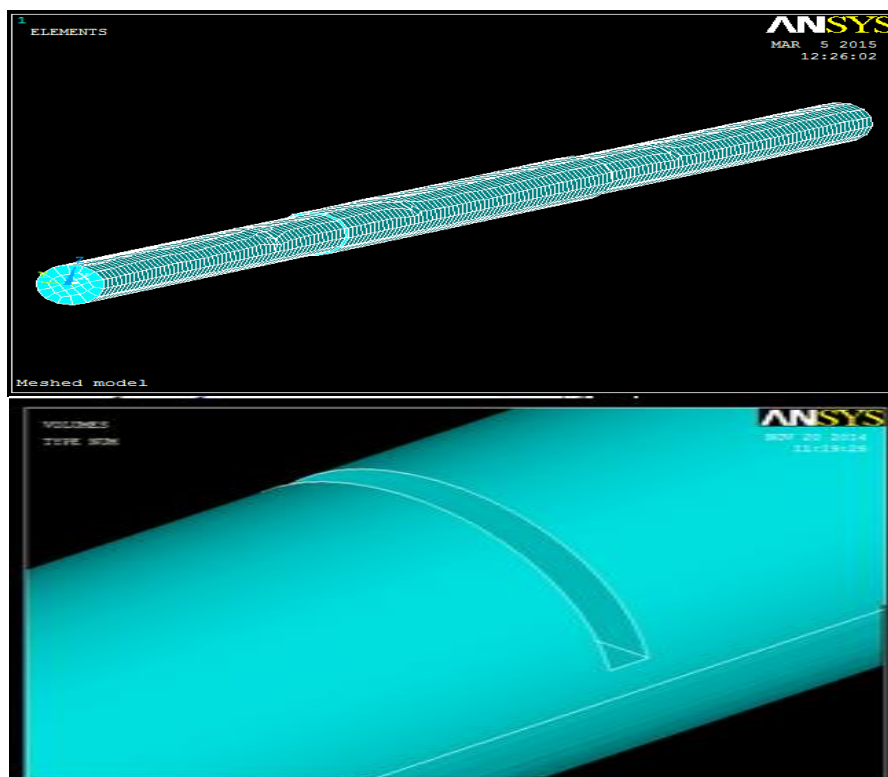 1
ELEMENTS
ANSYS
MAR 5 2015
12:26:02
Z
Meshed model
VOLUMES
TYPE NUM
ANSYS
NOV 20 2014